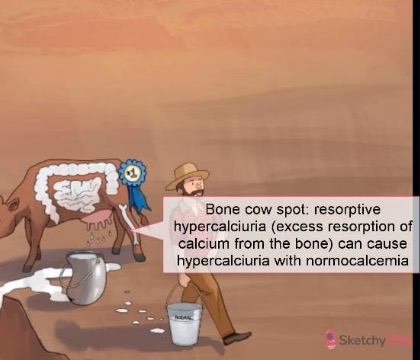 #1
Bone cow spot: resorptive
hypercalciuria (excess resorption of
calcium from the bone) can cause
hypercalciuria with normocalcemia
NORMAL
Sketchy